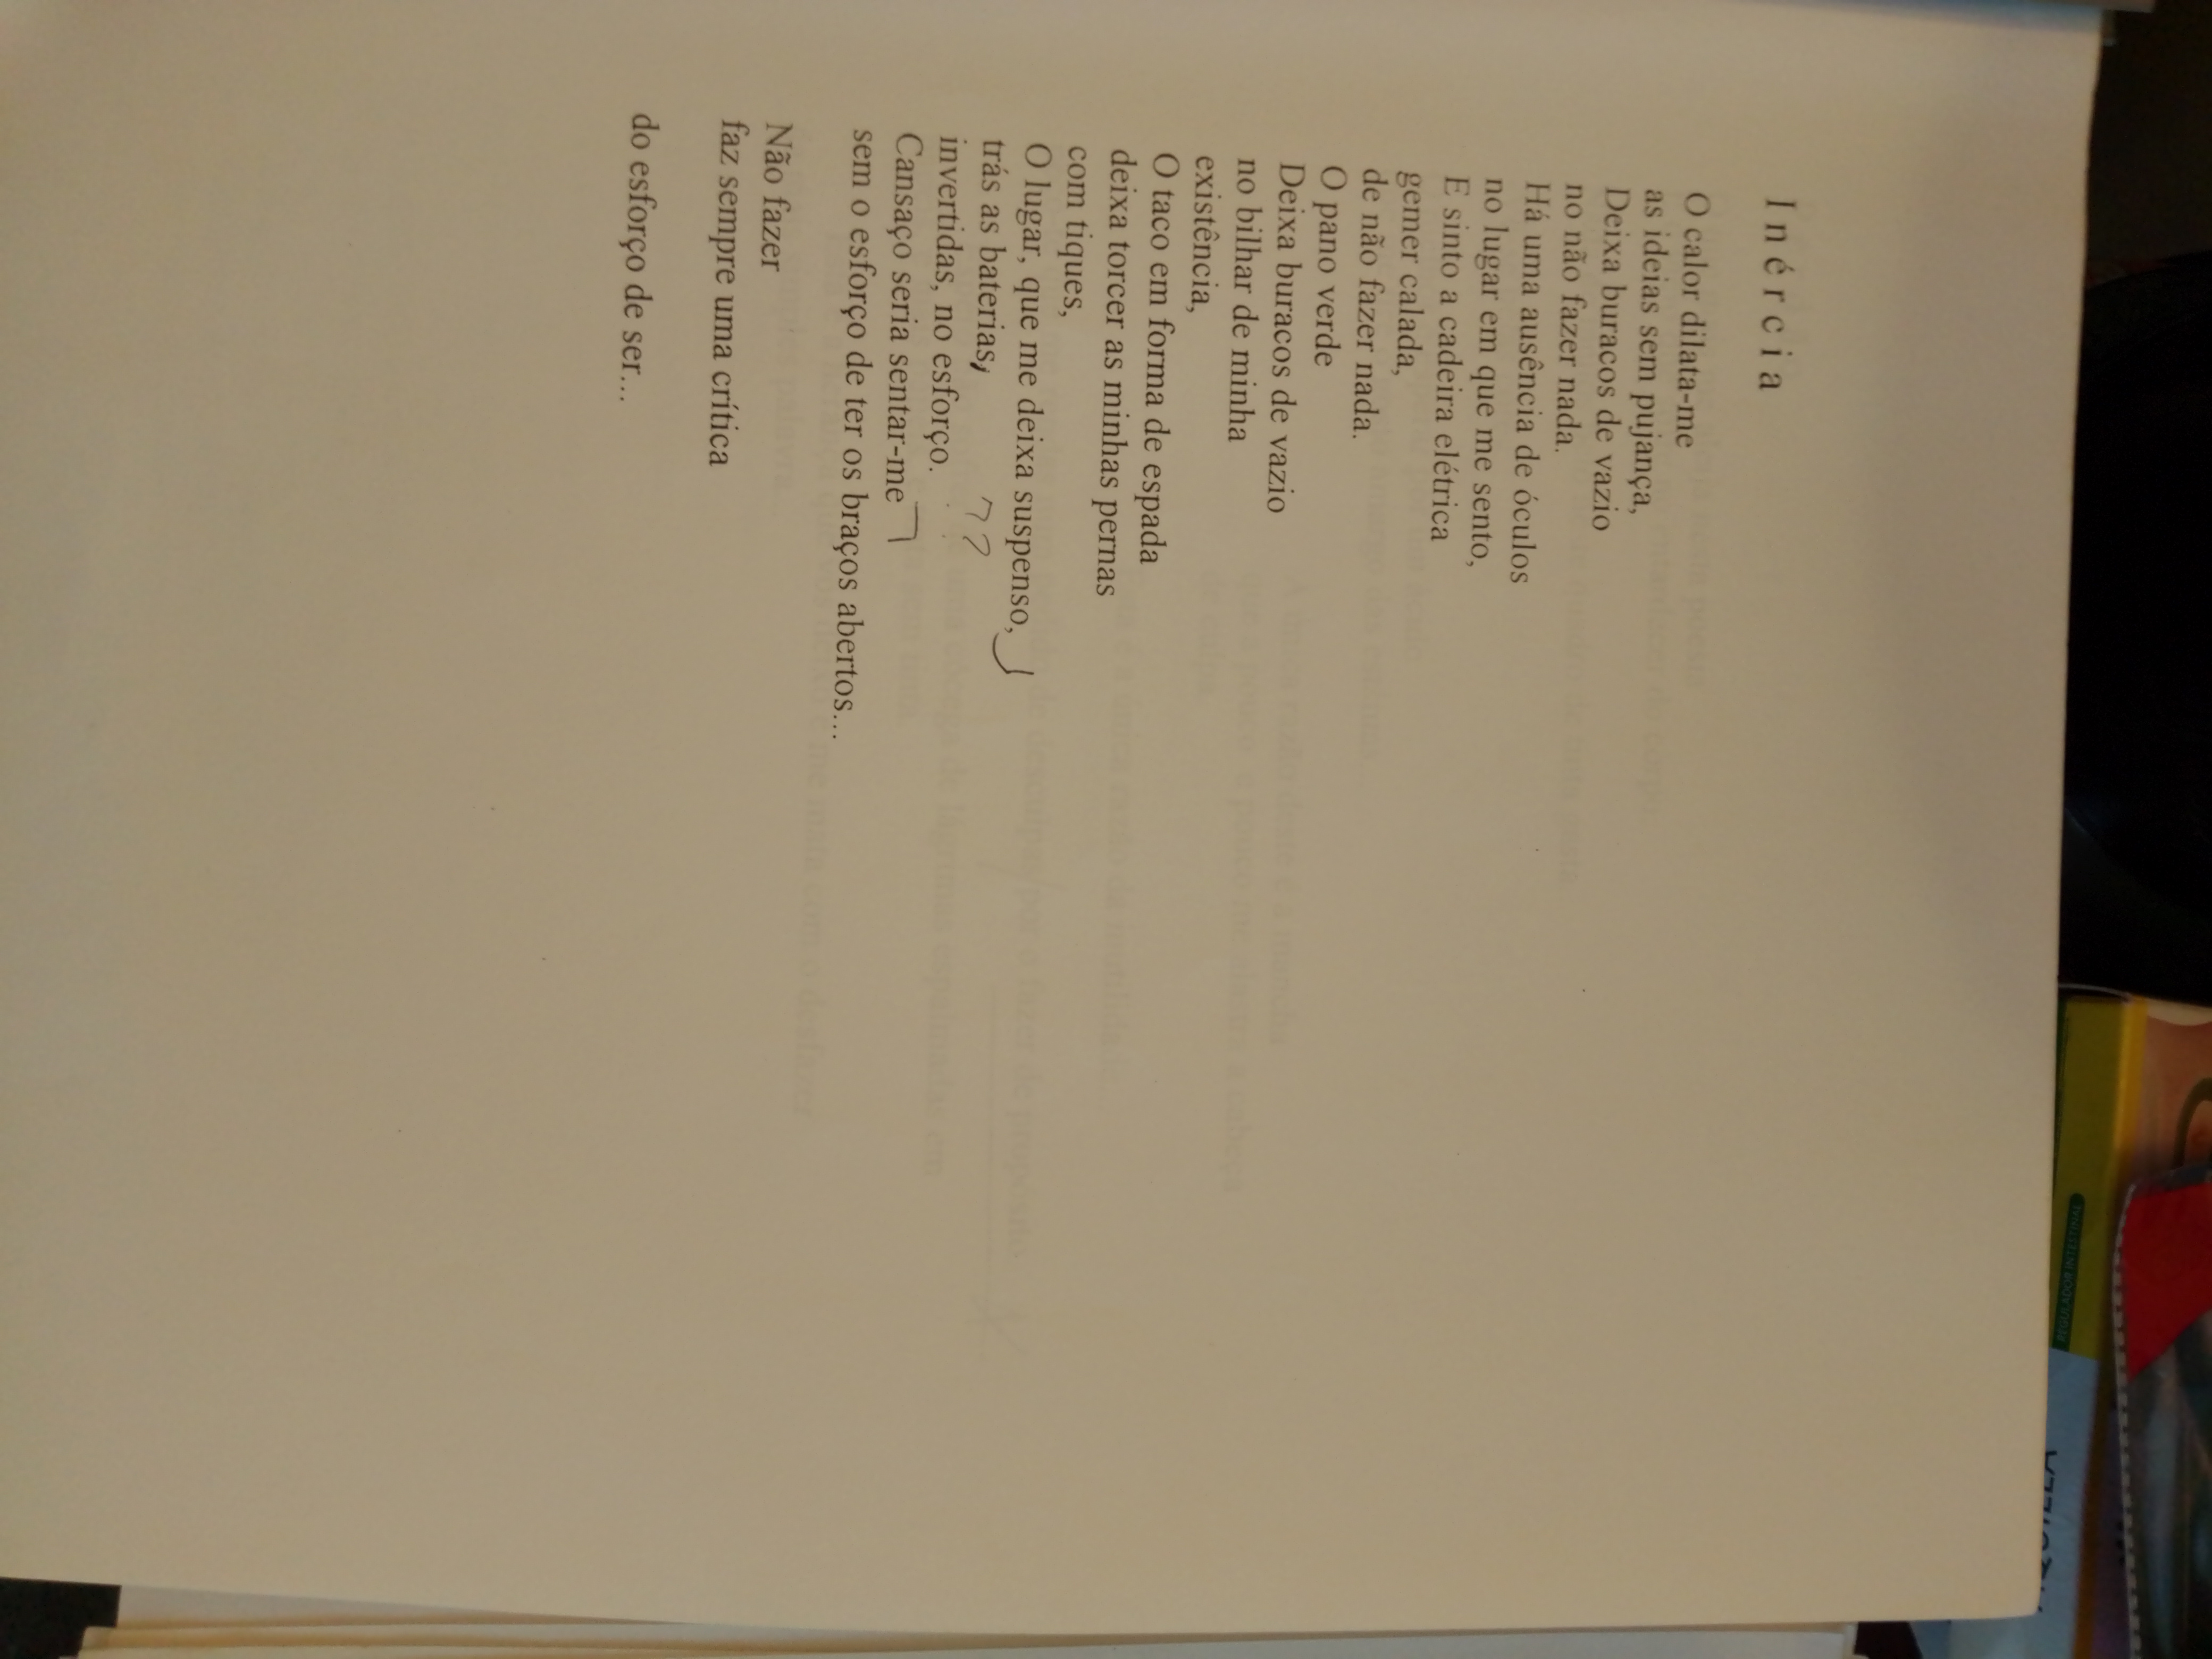 Inércia
O calor dilata-me
as ideias sem pujança,
Deixa buracos de vazio
no não fazer nada.
Há uma ausência de óculos
no lugar em que me sento,
E sinto a cadeira elétrica
gemer calada,
de não fazer nada.
O pano verde
Deixa buracos de vazio
no bilhar de minha
existência,
O taco em forma de espada
deixa torcer as minhas pernas
com tiques,
O lugar, que me deixa suspenso,
trás as baterias, ??
invertidas, no esforço.
Cansaço seria sentar-me
sem o esforço de ter os braços abertos...
Não fazer
faz sempre uma crítica
do esforço de ser...